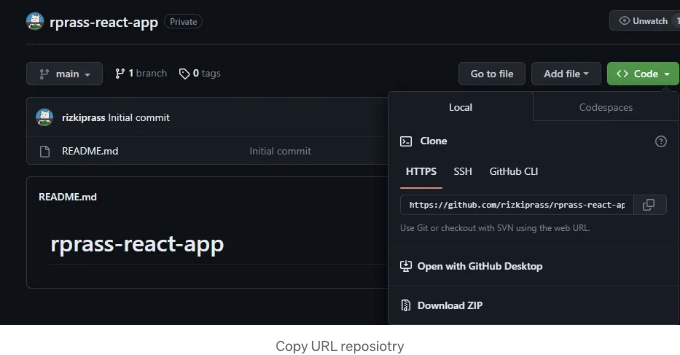 rprass-react-app Private
Unwatch 1
main 1 branch 0 tags Go to file Add file Code
Local Codespaces
rizkiprass Initial commit
Clone
README.md Initial commit
HTTPS SSH GitHub CLI
https://github.com/rizkiprass/rprass-react-ap
README.md
Use Git or checkout with SVN using the web URL.
rprass-react-app
Open with GitHub Desktop
Download ZIP
Copy URL reposiotry